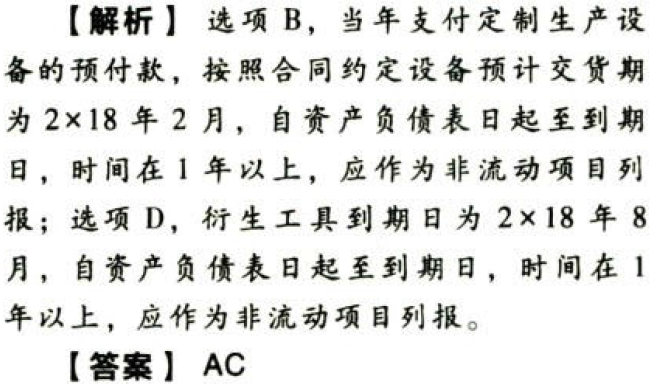 【解析】 选项 B，当年支付定制生产设
备的预付款，按照合同约定设备预计交货期
为 2×18 年 2 月，自资产负债表日起至到期
日，时间在 1 年以上，应作为非流动项目列
报；选项 D，衍生工具到期日为 2×18 年 8
月，自资产负债表日起至到期日，时间在 1
年以上，应作为非流动项目列报。
【答案】 AC